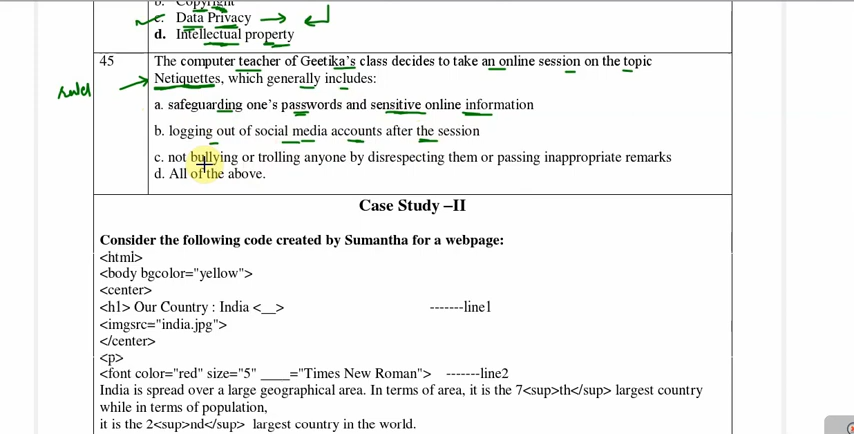 b. Copyright
c. Data Privacy
d. Intellectual property
45 The computer teacher of Geetika's class decides to take an online session on the topic
Netiquettes, which generally includes:
a. safeguarding one's passwords and sensitive online information
b. logging out of social media accounts after the session
c. not bullying or trolling anyone by disrespecting them or passing inappropriate remarks
d. All of the above.
Case Study –II
Consider the following code created by Sumantha for a webpage:
<html>
<body bgcolor="yellow">
<center>
<h1> Our Country : India <__> -------line1
<imgsrc="india.jpg">
</center>
<p>
<font color="red" size="5" ____="Times New Roman"> -------line2
India is spread over a large geographical area. In terms of area, it is the 7<sup>th</sup> largest country
while in terms of population,
it is the 2<sup>nd</sup> largest country in the world.